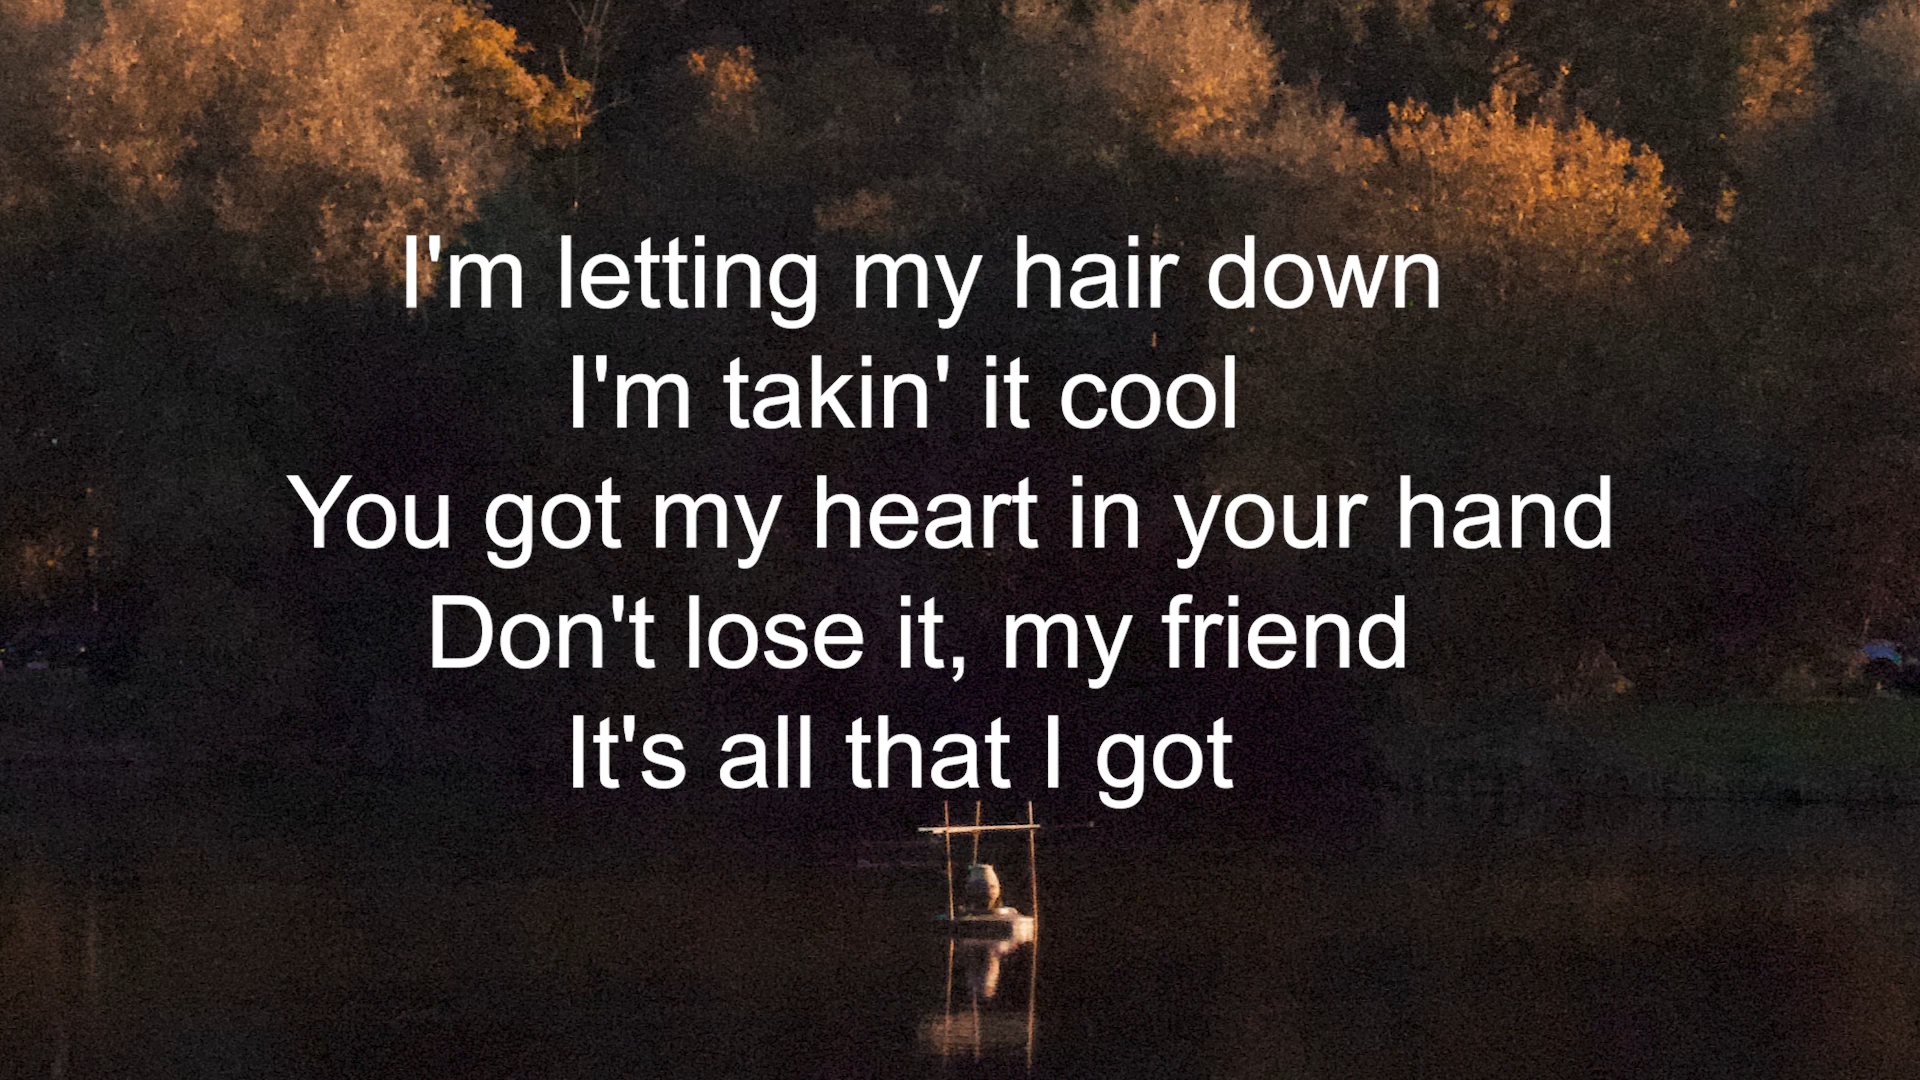 I'm letting my hair down
I'm takin' it cool
You got my heart in your hand
Don't lose it, my friend
It's all that I got